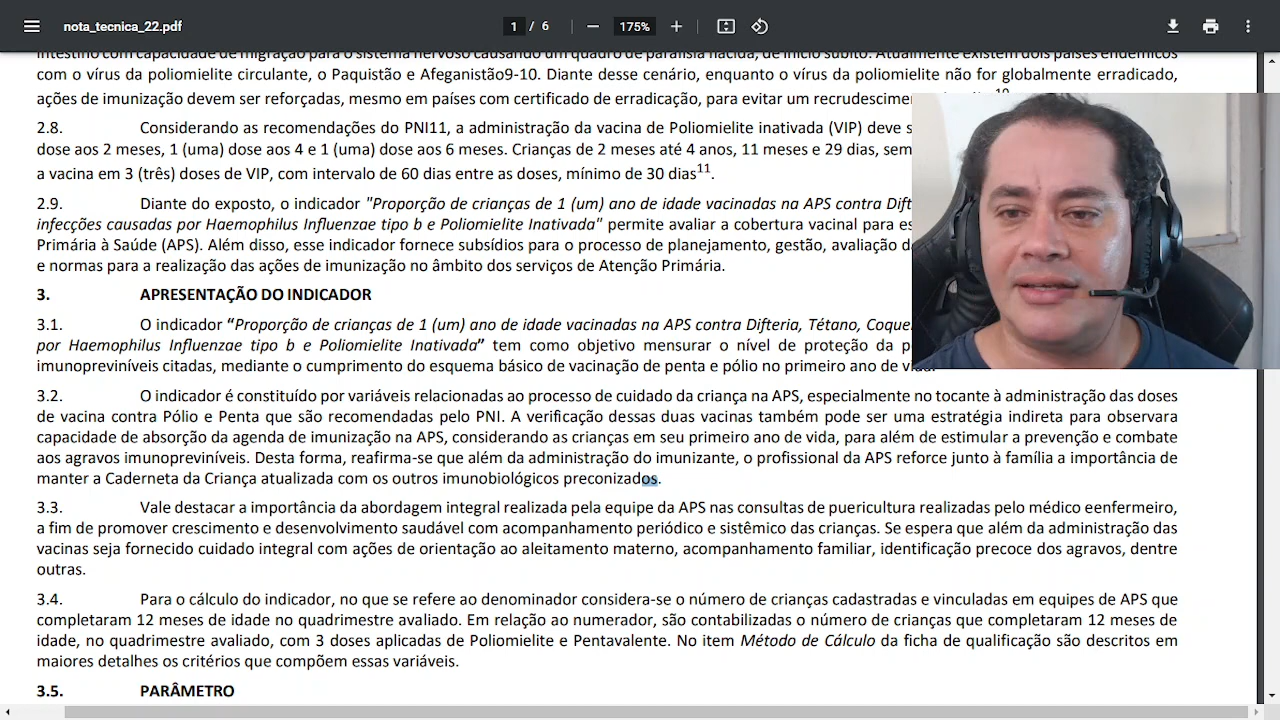 nota_tecnica_22.pdf
1 / 6
175%
intestino com capacidade de migração para o sistema nervoso causando um quadro de paralisia flácida, de início súbito. Atualmente existem dois países endêmicos
com o vírus da poliomielite circulante, o Paquistão e Afeganistão9-10. Diante desse cenário, enquanto o vírus da poliomielite não for globalmente erradicado,
ações de imunização devem ser reforçadas, mesmo em países com certificado de erradicação, para evitar um
2.8. Considerando as recomendações do PNI11, a administração da vacina de Poliomielite inativada (VIP) deve
dose aos 2 meses, 1 (uma) dose aos 4 e 1 (uma) dose aos 6 meses. Crianças de 2 meses até 4 anos, 11 meses e 29 dias, sem
a vacina em 3 (três) doses de VIP, com intervalo de 60 dias entre as doses, mínimo de 30 dias11.
2.9. Diante do exposto, o indicador "Proporção de crianças de 1 (um) ano de idade vacinadas na APS contra
infecções causadas por Haemophilus Influenzae tipo b e Poliomielite Inativada" permite avaliar a cobertura vacinal para
Primária à Saúde (APS). Além disso, esse indicador fornece subsídios para o processo de planejamento, gestão, avaliação
e normas para a realização das ações de imunização no âmbito dos serviços de Atenção Primária.
3. APRESENTAÇÃO DO INDICADOR
3.1. O indicador “Proporção de crianças de 1 (um) ano de idade vacinadas na APS contra Difteria, Tétano,
por Haemophilus Influenzae tipo b e Poliomielite Inativada” tem como objetivo mensurar o nível de proteção da
imunopreviníveis citadas, mediante o cumprimento do esquema básico de vacinação de penta e pólio no primeiro ano de vida.
3.2. O indicador é constituído por variáveis relacionadas ao processo de cuidado da criança na APS, especialmente no tocante à administração das doses
de vacina contra Pólio e Penta que são recomendadas pelo PNI. A verificação dessas duas vacinas também pode ser uma estratégia indireta para observara
capacidade de absorção da agenda de imunização na APS, considerando as crianças em seu primeiro ano de vida, para além de estimular a prevenção e combate
aos agravos imunopreviníveis. Desta forma, reafirma-se que além da administração do imunizante, o profissional da APS reforce junto à família a importância de
manter a Caderneta da Criança atualizada com os outros imunobiológicos preconizados.
3.3. Vale destacar a importância da abordagem integral realizada pela equipe da APS nas consultas de puericultura realizadas pelo médico eenfermeiro,
a fim de promover crescimento e desenvolvimento saudável com acompanhamento periódico e sistêmico das crianças. Se espera que além da administração das
vacinas seja fornecido cuidado integral com ações de orientação ao aleitamento materno, acompanhamento familiar, identificação precoce dos agravos, dentre
outras.
3.4. Para o cálculo do indicador, no que se refere ao denominador considera-se o número de crianças cadastradas e vinculadas em equipes de APS que
completaram 12 meses de idade no quadrimestre avaliado. Em relação ao numerador, são contabilizadas o número de crianças que completaram 12 meses de
idade, no quadrimestre avaliado, com 3 doses aplicadas de Poliomielite e Pentavalente. No item Método de Cálculo da ficha de qualificação são descritos em
maiores detalhes os critérios que compõem essas variáveis.
3.5. PARÂMETRO